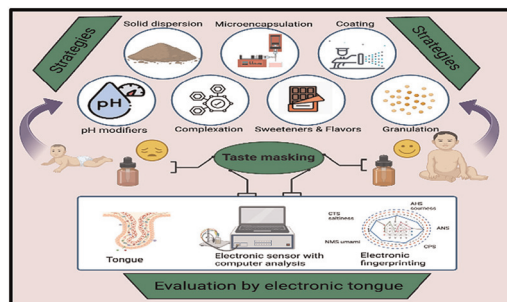 Strategies
Solid dispersion
Microencapsulation
Coating
Strategies
pH
pH modifiers
Complexation
Sweeteners & Flavors
Granulation
Taste masking
Tongue
Electronic sensor with
computer analysis
AHS
sourness
CTS
saltiness
ANS
NMS umami
CPS
Electronic
fingerprinting
Evaluation by electronic tongue